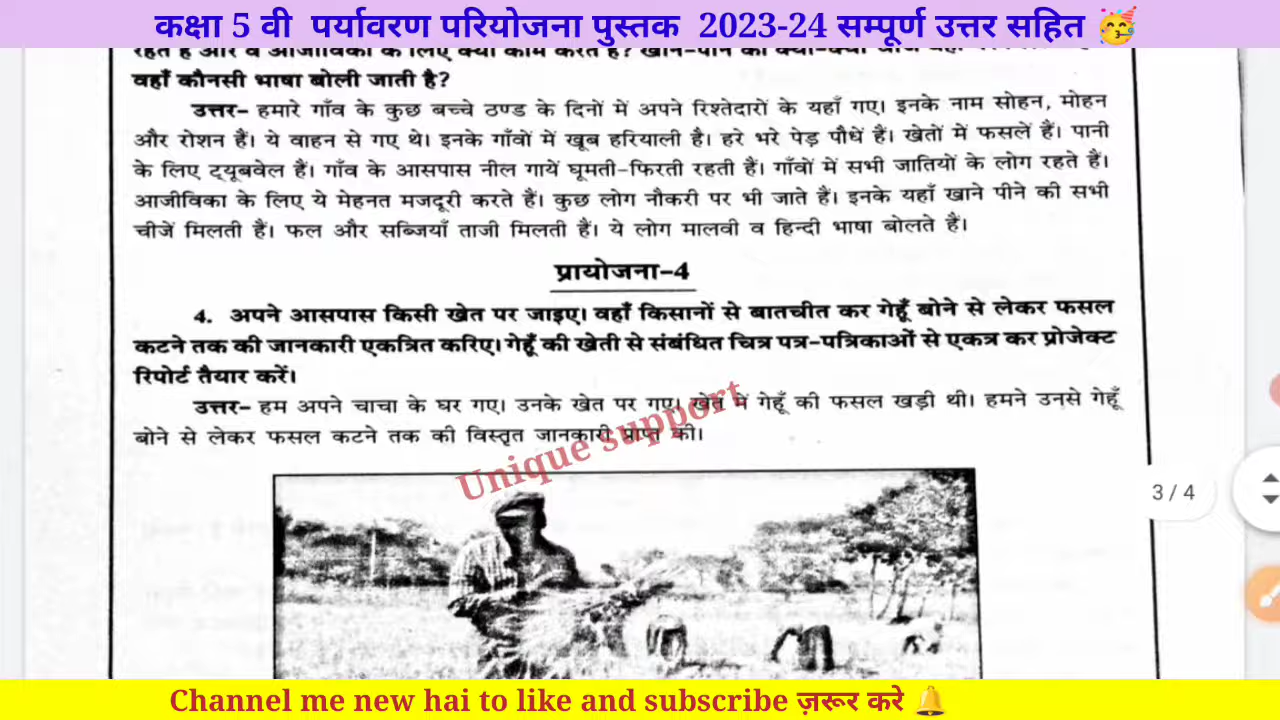 कक्षा 5 वी पर्यावरण परियोजना पुस्तक 2023-24 सम्पूर्ण उत्तर सहित 🥳
रहते हैं और वे आजीविका के लिए क्या काम करते हैं? खाने-पीने की क्या-क्या
वहाँ कौनसी भाषा बोली जाती है?
उत्तर- हमारे गाँव के कुछ बच्चे ठण्ड के दिनों में अपने रिश्तेदारों के यहाँ गए। इनके नाम सोहन, मोहन
और रोशन हैं। ये वाहन से गए थे। इनके गाँवों में खूब हरियाली है। हरे भरे पेड़ पौधें हैं। खेतों में फसलें हैं। पानी
के लिए ट्यूबवेल हैं। गाँव के आसपास नील गायें घूमती-फिरती रहती हैं। गाँवों में सभी जातियों के लोग रहते हैं।
आजीविका के लिए ये मेहनत मजदूरी करते हैं। कुछ लोग नौकरी पर भी जाते हैं। इनके यहाँ खाने पीने की सभी
चीजें मिलती हैं। फल और सब्जियाँ ताजी मिलती हैं। ये लोग मालवी व हिन्दी भाषा बोलते हैं।
प्रायोजना-4
4. अपने आसपास किसी खेत पर जाइए। वहाँ किसानों से बातचीत कर गेहूँ बोने से लेकर फसल
कटने तक की जानकारी एकत्रित करिए। गेहूँ की खेती से संबंधित चित्र पत्र-पत्रिकाओं से एकत्र कर प्रोजेक्ट
रिपोर्ट तैयार करें।
उत्तर- हम अपने चाचा के घर गए। उनके खेत पर गए। खेत में गेहूँ की फसल खड़ी थी। हमने उनसे गेहूँ
बोने से लेकर फसल कटने तक की विस्तृत जानकारी प्राप्त की।
Unique support
3 / 4
Channel me new hai to like and subscribe ज़रूर करे 🔔